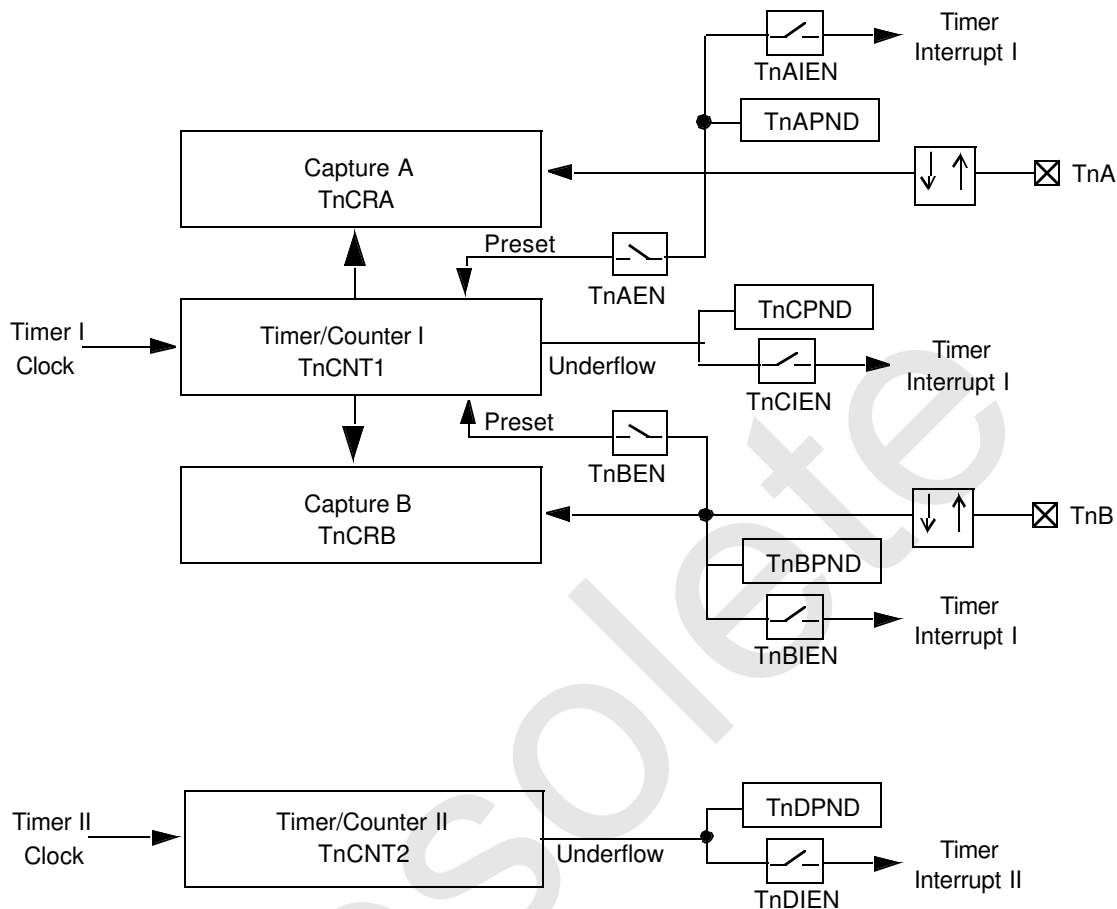 Timer
Interrupt I
TnAIEN
TnAPND
Capture A
TnCRA
TnA
Preset
TnAEN
TnCPND
Timer I
Clock
Timer/Counter I
TnCNT1
Underflow
Timer
Interrupt I
TnCIEN
Preset
TnBEN
Capture B
TnCRB
TnB
TnBPND
Timer
Interrupt I
TnBIEN
TnDPND
Timer II
Clock
Timer/Counter II
TnCNT2
Underflow
Timer
Interrupt II
TnDIEN